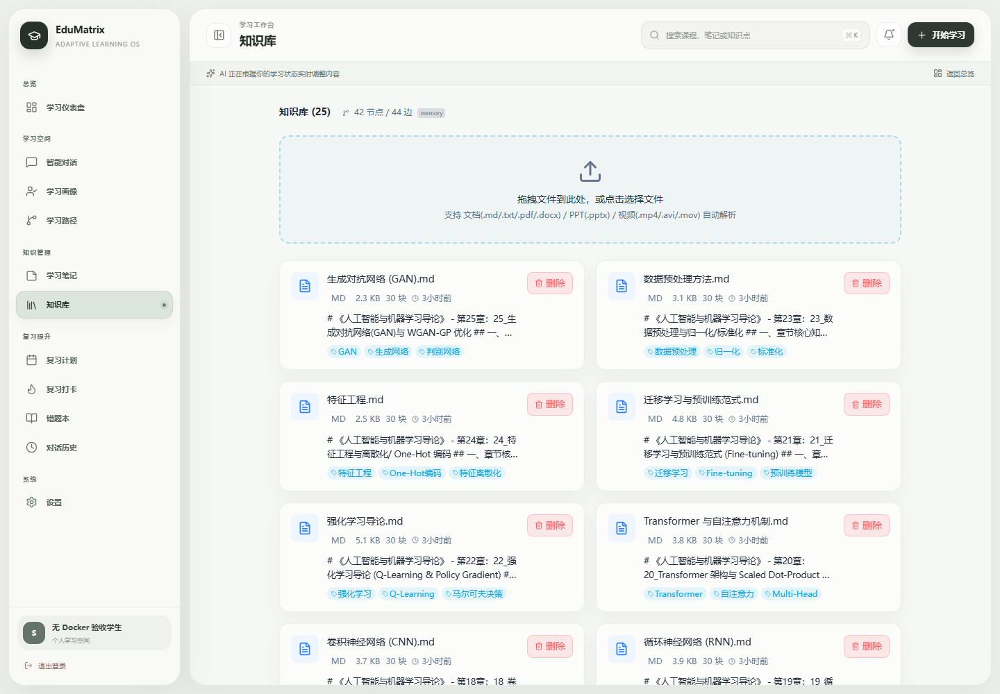 EduMatrix
ADAPTIVE LEARNING OS
总览
学习仪表盘
学习空间
智能对话
学习画像
学习路径
知识管理
学习笔记
知识库
复习提升
复习计划
复习打卡
错题本
对话历史
系统
设置
S
无 Docker 验收学生
个人学习空间
退出登录
学习工作台
知识库
搜索课程、笔记或知识点
⌘K
开始学习
AI 正在根据你的学习状态实时调整内容
返回总览
知识库 (25)
42 节点 / 44 边
memory
拖拽文件到此处，或点击选择文件
支持 文档(.md/.txt/.pdf/.docx) / PPT(.pptx) / 视频(.mp4/.avi/.mov) 自动解析
生成对抗网络 (GAN).md
删除
MD 2.3 KB 30 块 3小时前
# 《人工智能与机器学习导论》 - 第25章：25_生
成对抗网络(GAN)与 WGAN-GP 优化 ## 一、...
GAN 生成网络 判别网络
数据预处理方法.md
删除
MD 3.1 KB 30 块 3小时前
# 《人工智能与机器学习导论》 - 第23章：23_数
据预处理与归一化/标准化 ## 一、章节核心知...
数据预处理 归一化 标准化
特征工程.md
删除
MD 2.5 KB 30 块 3小时前
# 《人工智能与机器学习导论》 - 第24章：24_特
征工程与离散化/ One-Hot 编码 ## 一、章节核...
特征工程 One-Hot编码 特征离散化
迁移学习与预训练范式.md
删除
MD 4.8 KB 30 块 3小时前
# 《人工智能与机器学习导论》 - 第21章：21_迁
移学习与预训练范式 (Fine-tuning) ## 一、章...
迁移学习 Fine-tuning 预训练模型
强化学习导论.md
删除
MD 5.1 KB 30 块 3小时前
# 《人工智能与机器学习导论》 - 第22章：22_强
化学习导论 (Q-Learning & Policy Gradient) #...
强化学习 Q-Learning 马尔可夫决策
Transformer 与自注意力机制.md
删除
MD 3.8 KB 30 块 3小时前
# 《人工智能与机器学习导论》 - 第20章：
20_Transformer 架构与 Scaled Dot-Product ...
Transformer 自注意力 Multi-Head
卷积神经网络 (CNN).md
删除
MD 3.7 KB 30 块 3小时前
# 《人工智能与机器学习导论》 - 第18章：18_卷
循环神经网络 (RNN).md
删除
MD 3.9 KB 30 块 3小时前
# 《人工智能与机器学习导论》 - 第19章：19_循